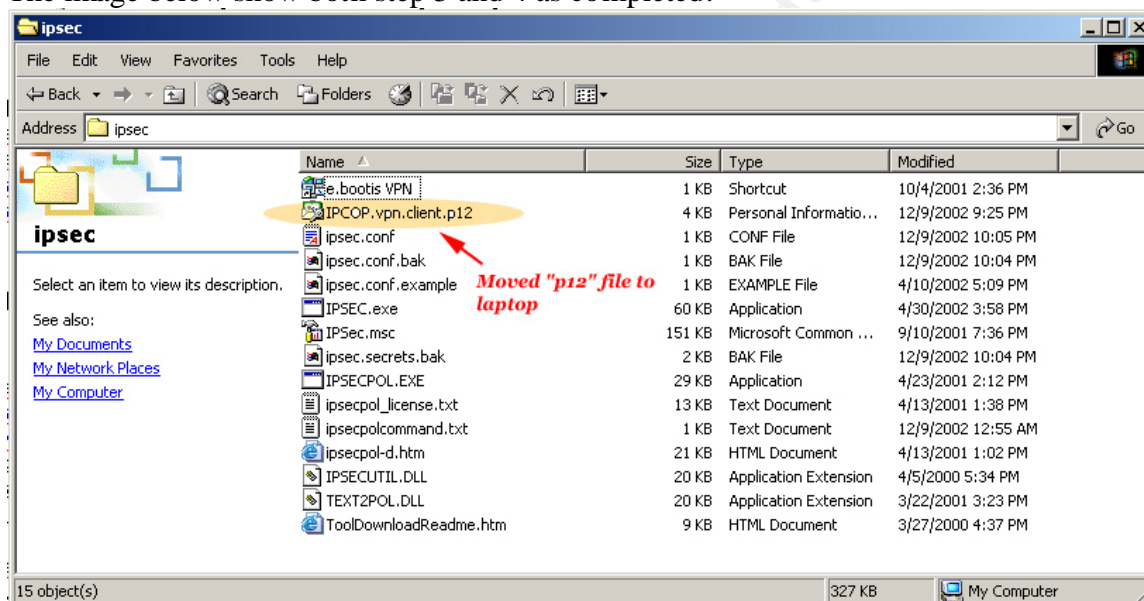 The image below show both step 3 and 4 as completed.
ipsec
File Edit View Favorites Tools Help
Back Search Folders
Address ipsec Go
Name Size Type Modified
e.bootis VPN 1 KB Shortcut 10/4/2001 2:36 PM
IPCOP.vpn.client.p12 4 KB Personal Informatio... 12/9/2002 9:25 PM
ipsec
ipsec.conf 1 KB CONF File 12/9/2002 10:05 PM
ipsec.conf.bak 1 KB BAK File 12/9/2002 10:04 PM
Select an item to view its description.
Moved "p12" file to
laptop
ipsec.conf.example 1 KB EXAMPLE File 4/10/2002 5:09 PM
IPSEC.exe 60 KB Application 4/30/2002 3:58 PM
See also:
My Documents
My Network Places
My Computer
IPSec.msc 151 KB Microsoft Common ... 9/10/2001 7:36 PM
ipsec.secrets.bak 2 KB BAK File 12/9/2002 10:04 PM
IPSECPOL.EXE 29 KB Application 4/23/2001 2:12 PM
ipsecpol_license.txt 13 KB Text Document 4/13/2001 1:38 PM
ipsecpolcommand.txt 1 KB Text Document 12/9/2002 12:55 AM
ipsecpol-d.htm 21 KB HTML Document 4/13/2001 1:02 PM
IPSECUTIL.DLL 20 KB Application Extension 4/5/2000 5:34 PM
TEXT2POL.DLL 20 KB Application Extension 3/22/2001 3:23 PM
ToolDownloadReadme.htm 9 KB HTML Document 3/27/2000 4:37 PM
15 object(s) 327 KB My Computer